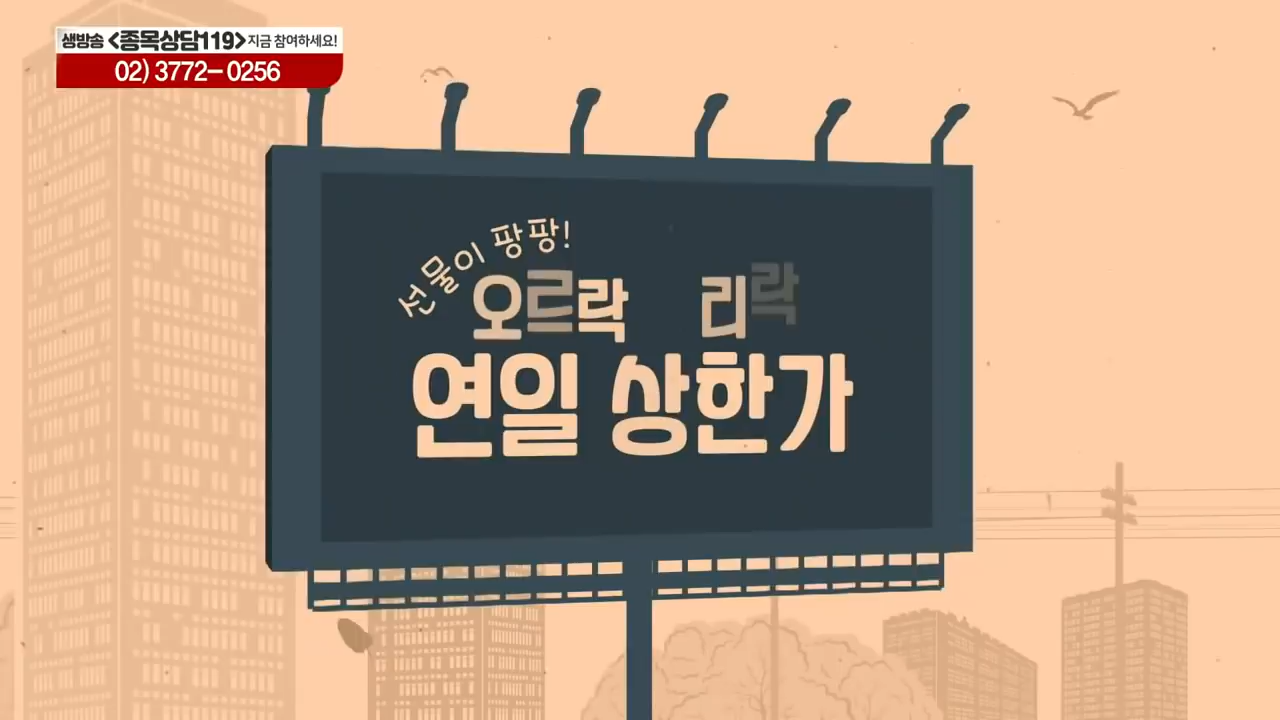 생방송 <종목상담119> 지금 참여하세요!
02) 3772-0256
선물이 팡팡!
오르락 리락
연일 상한가